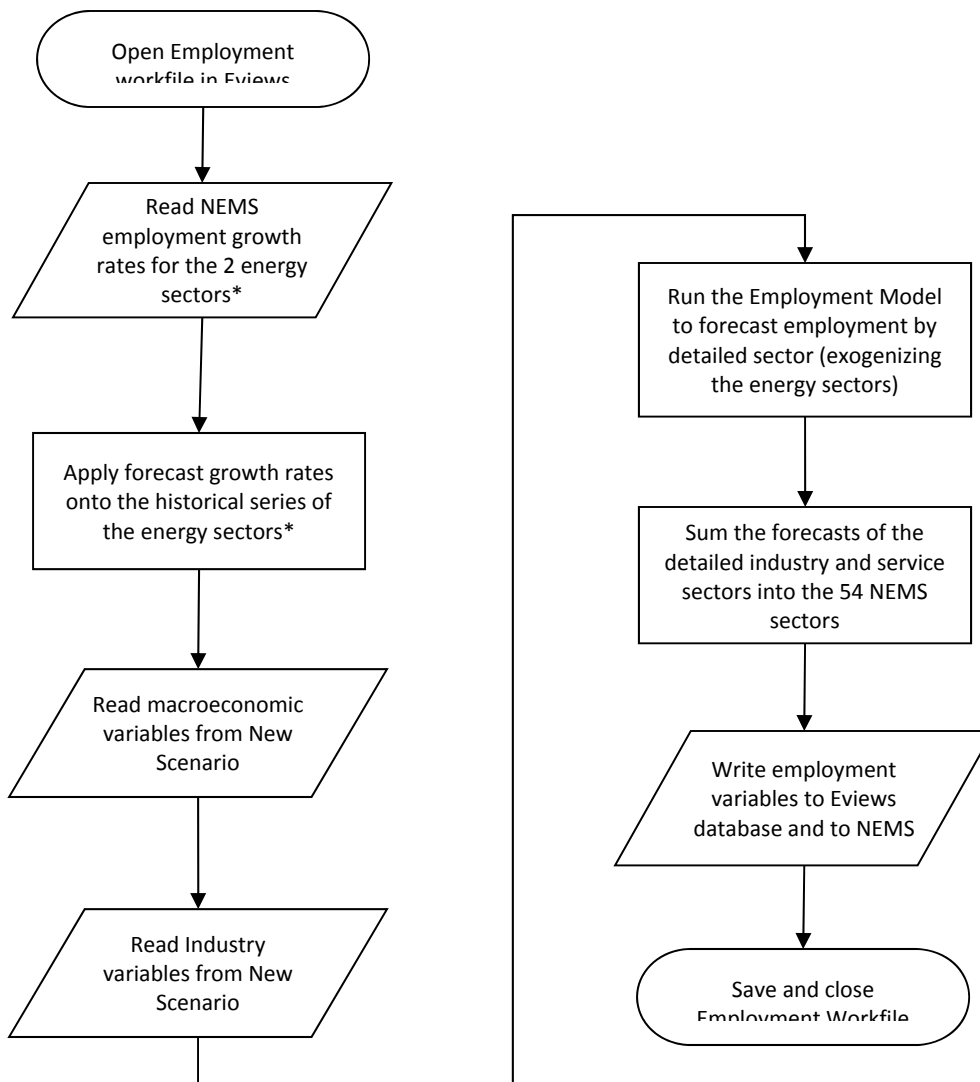 Open Employment
workfile in Eviews
Read NEMS
employment growth
rates for the 2 energy
sectors*
Apply forecast growth rates
onto the historical series of
the energy sectors*
Read macroeconomic
variables from New
Scenario
Read Industry
variables from New
Scenario
Run the Employment Model
to forecast employment by
detailed sector (exogenizing
the energy sectors)
Sum the forecasts of the
detailed industry and service
sectors into the 54 NEMS
sectors
Write employment
variables to Eviews
database and to NEMS
Save and close
Employment Workfile